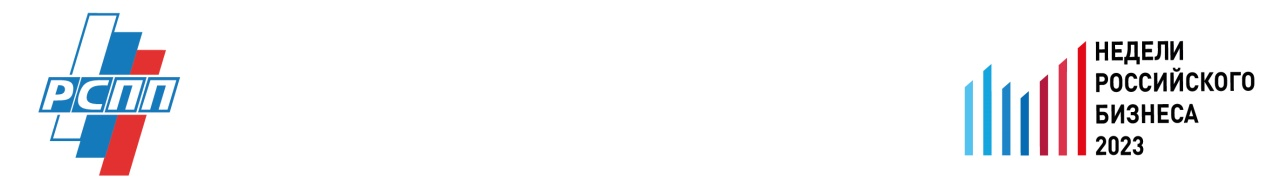 РСПП
НЕДЕЛИ
РОССИЙСКОГО
БИЗНЕСА
2023